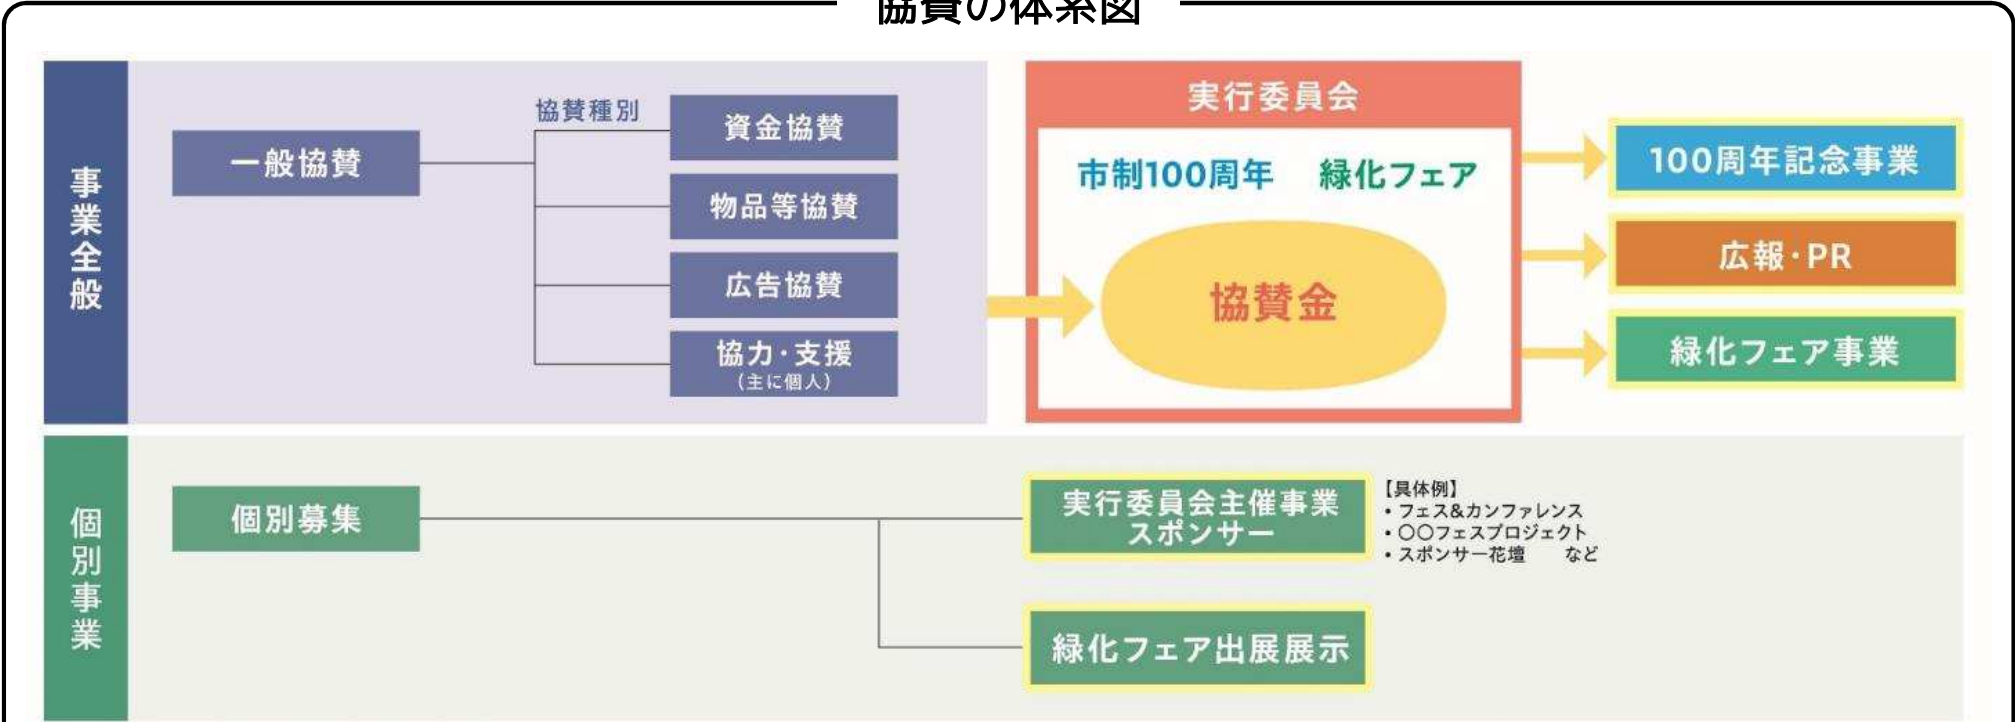 協賛の体系図
事業全般
一般協賛
協賛種別
資金協賛
物品等協賛
広告協賛
協力・支援
(主に個人)
実行委員会
市制100周年 緑化フェア
協賛金
100周年記念事業
広報・PR
緑化フェア事業
個別事業
個別募集
実行委員会主催事業
スポンサー
【具体例】
・フェス&カンファレンス
・〇〇フェスプロジェクト
・スポンサー花壇 など
緑化フェア出展展示